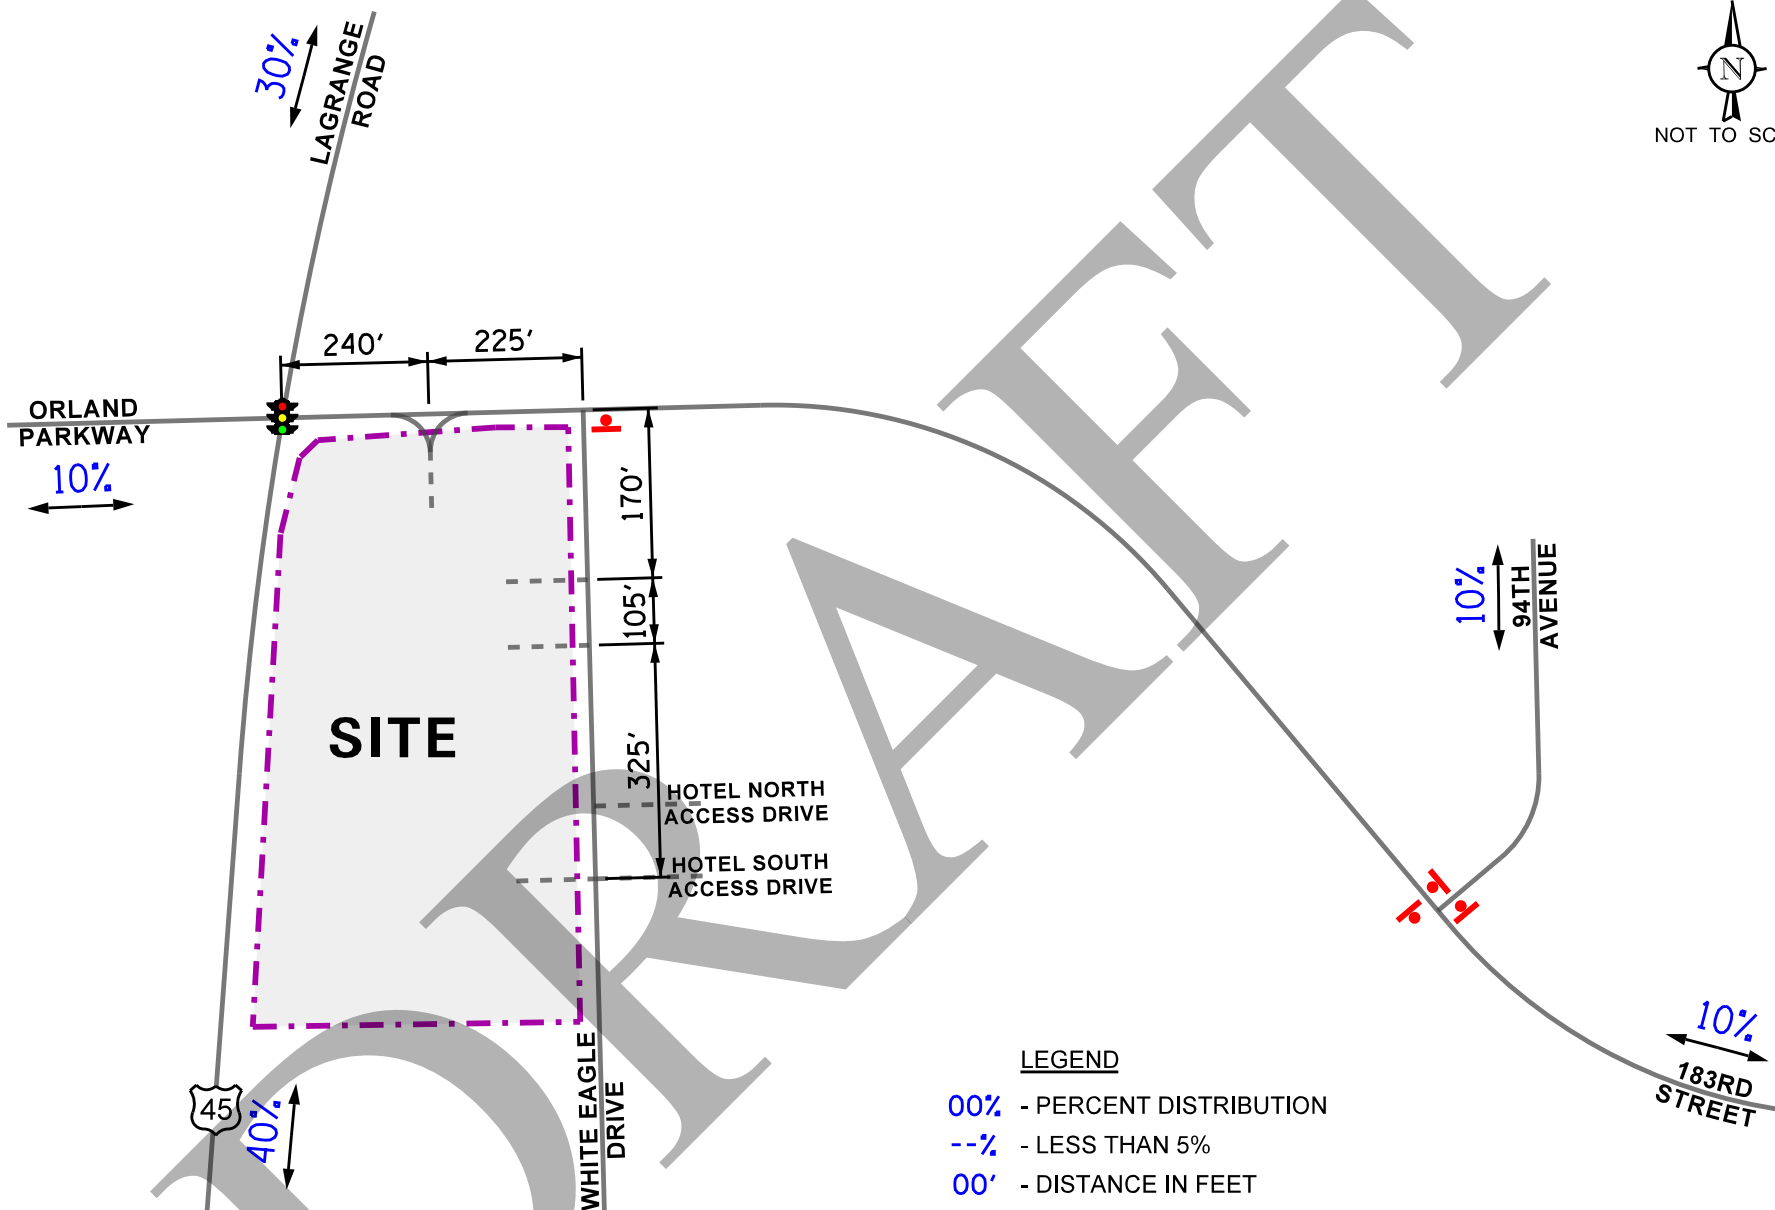 30%
LAGRANGE
ROAD
N
NOT TO SC
240'
225'
ORLAND
PARKWAY
10%
170'
105'
325'
SITE
HOTEL NORTH
ACCESS DRIVE
HOTEL SOUTH
ACCESS DRIVE
10%
94TH
AVENUE
10%
183RD
STREET
45
40%
WHITE EAGLE
DRIVE
LEGEND
00% - PERCENT DISTRIBUTION
--% - LESS THAN 5%
00' - DISTANCE IN FEET
DRAFT